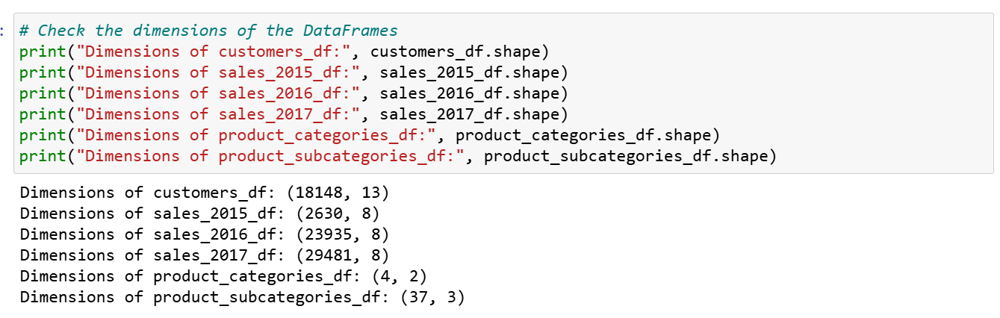 :
# Check the dimensions of the DataFrames
print("Dimensions of customers_df:", customers_df.shape)
print("Dimensions of sales_2015_df:", sales_2015_df.shape)
print("Dimensions of sales_2016_df:", sales_2016_df.shape)
print("Dimensions of sales_2017_df:", sales_2017_df.shape)
print("Dimensions of product_categories_df:", product_categories_df.shape)
print("Dimensions of product_subcategories_df:", product_subcategories_df.shape)
Dimensions of customers_df: (18148, 13)
Dimensions of sales_2015_df: (2630, 8)
Dimensions of sales_2016_df: (23935, 8)
Dimensions of sales_2017_df: (29481, 8)
Dimensions of product_categories_df: (4, 2)
Dimensions of product_subcategories_df: (37, 3)